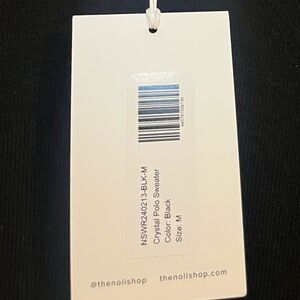 NSWR240213-BLK-M
Crystal Polo Sweater
Color: Black
Size: M
@thenolishop thenolishop.com